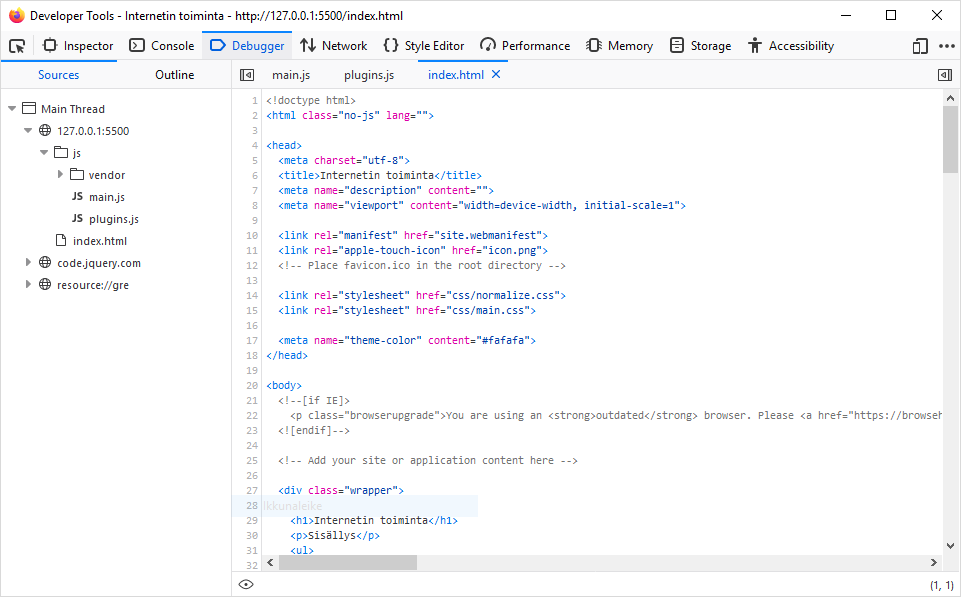 Developer Tools - Internetin toiminta - http://127.0.0.1:5500/index.html
Inspector Console Debugger Network Style Editor Performance Memory Storage Accessibility
Sources Outline main.js plugins.js index.html
Main Thread
127.0.0.1:5500
js
vendor
JS main.js
JS plugins.js
index.html
code.jquery.com
resource://gre
1 <!doctype html>
2 <html class="no-js" lang="">
3
4 <head>
5 <meta charset="utf-8">
6 <title>Internetin toiminta</title>
7 <meta name="description" content="">
8 <meta name="viewport" content="width=device-width, initial-scale=1">
9
10 <link rel="manifest" href="site.webmanifest">
11 <link rel="apple-touch-icon" href="icon.png">
12 <!-- Place favicon.ico in the root directory -->
13
14 <link rel="stylesheet" href="css/normalize.css">
15 <link rel="stylesheet" href="css/main.css">
16
17 <meta name="theme-color" content="#fafafa">
18 </head>
19
20 <body>
21 <!--[if IE]>
22 <p class="browserupgrade">You are using an <strong>outdated</strong> browser. Please <a href="https://browseh
23 <![endif]-->
24
25 <!-- Add your site or application content here -->
26
27 <div class="wrapper">
28 Ikkunaleike
29 <h1>Internetin toiminta</h1>
30 <p>Sisällys</p>
31 <ul>
32
(1, 1)